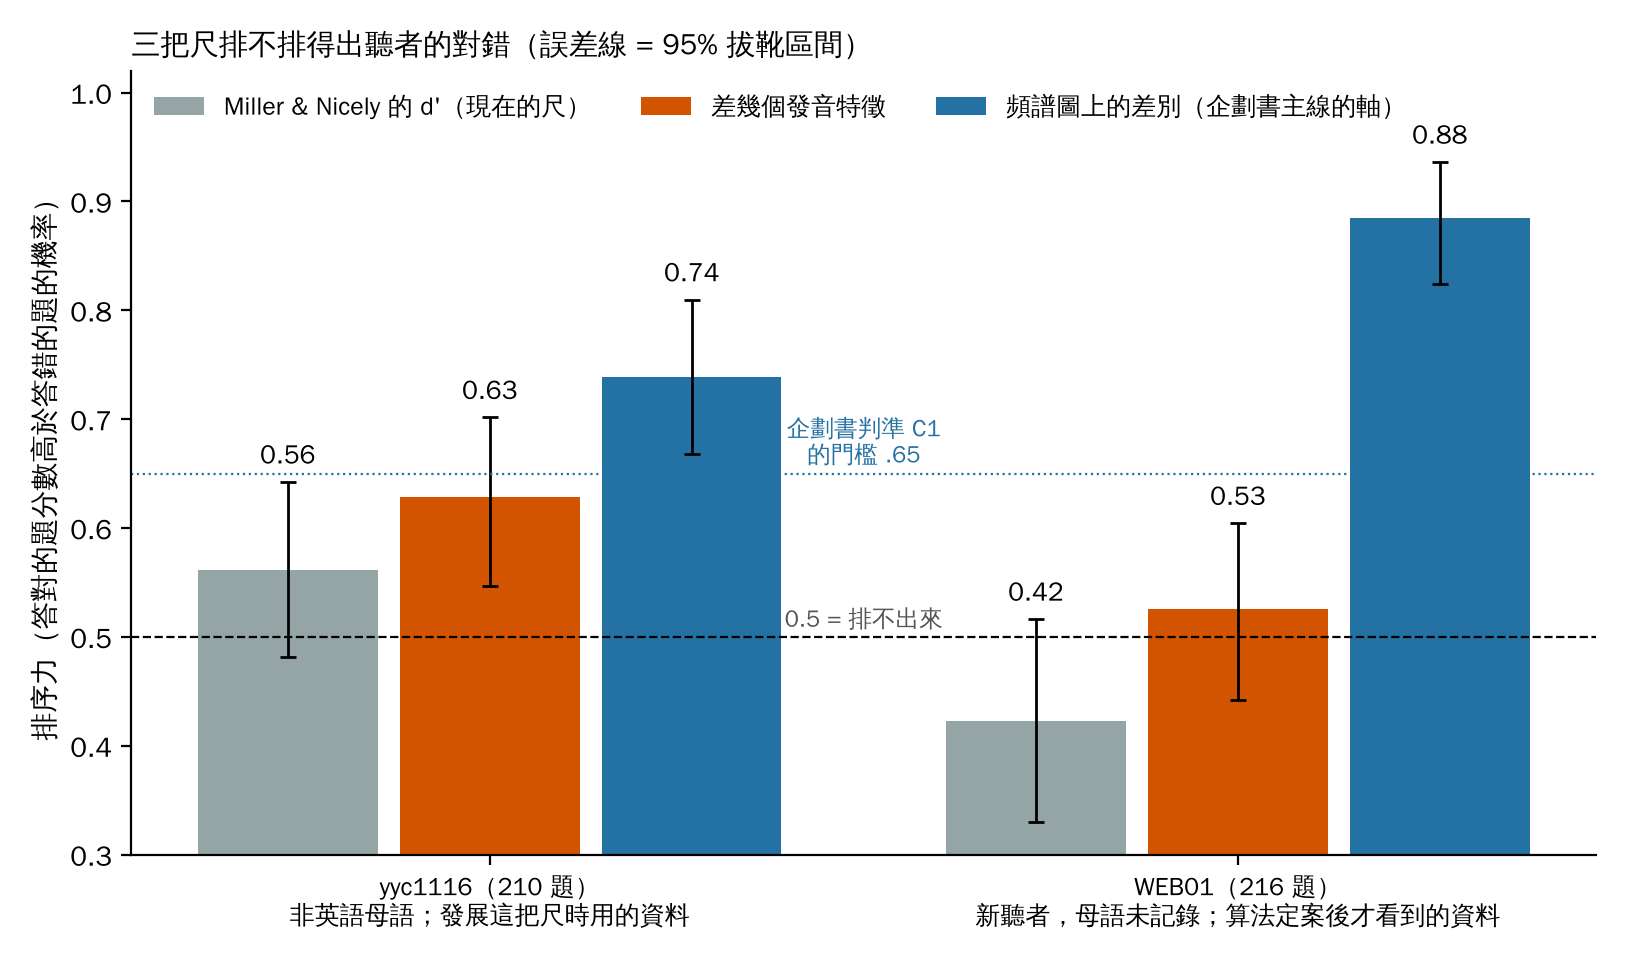 三把尺排不排得出聽者的對錯（誤差線 = 95% 拔靴區間）
Miller & Nicely 的 d'（現在的尺）
差幾個發音特徵
頻譜圖上的差別（企劃書主線的軸）
排序力（答對的題分數高於答錯的題的機率）
1.0
0.9
0.8
0.7
0.6
0.5
0.4
0.3
0.56
0.63
0.74
企劃書判準 C1
的門檻 .65
0.5 = 排不出來
0.42
0.53
0.88
yyc1116（210 題）
非英語母語；發展這把尺時用的資料
WEB01（216 題）
新聽者，母語未記錄；算法定案後才看到的資料